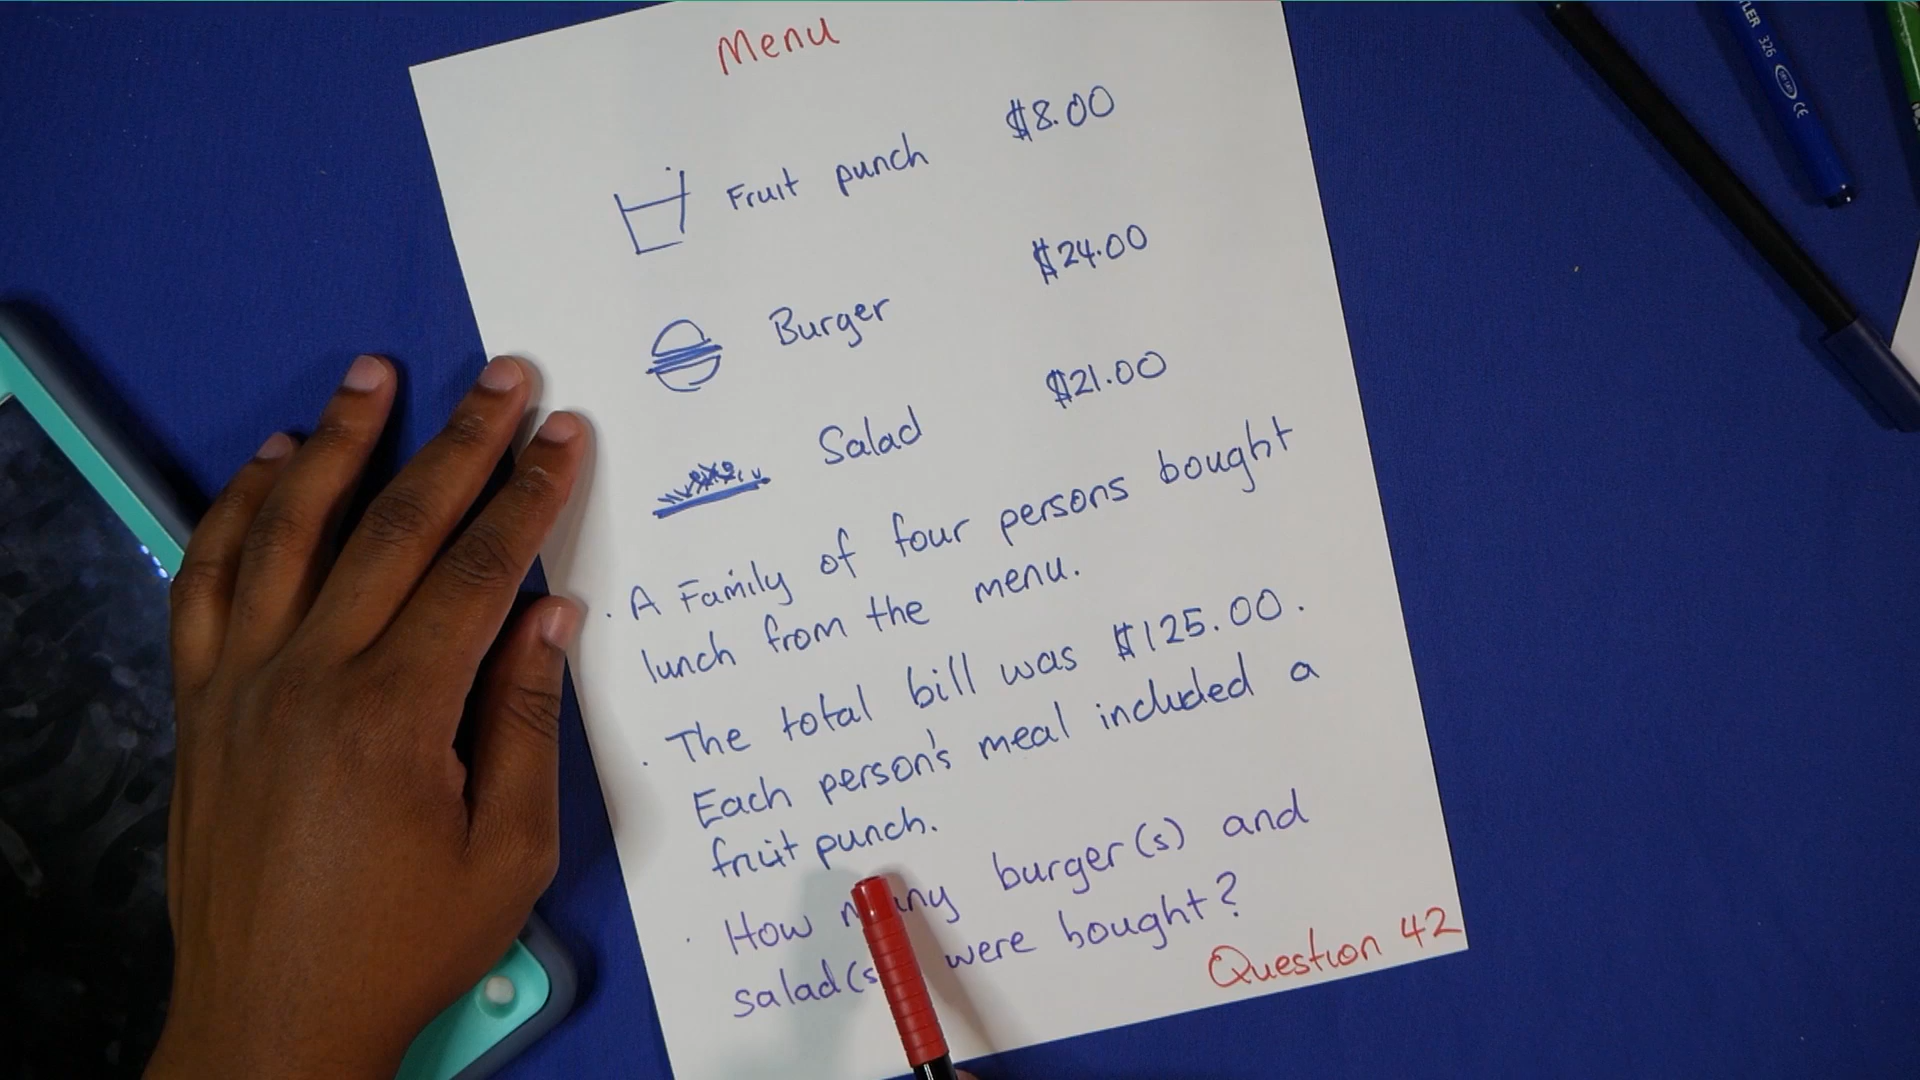 Menu
Fruit punch $8.00
Burger $24.00
Salad $21.00
. A Family of four persons bought
lunch from the menu.
. The total bill was $125.00.
Each person's meal included a
fruit punch.
. How burger(s) and
were bought?
Question 42
326
CE